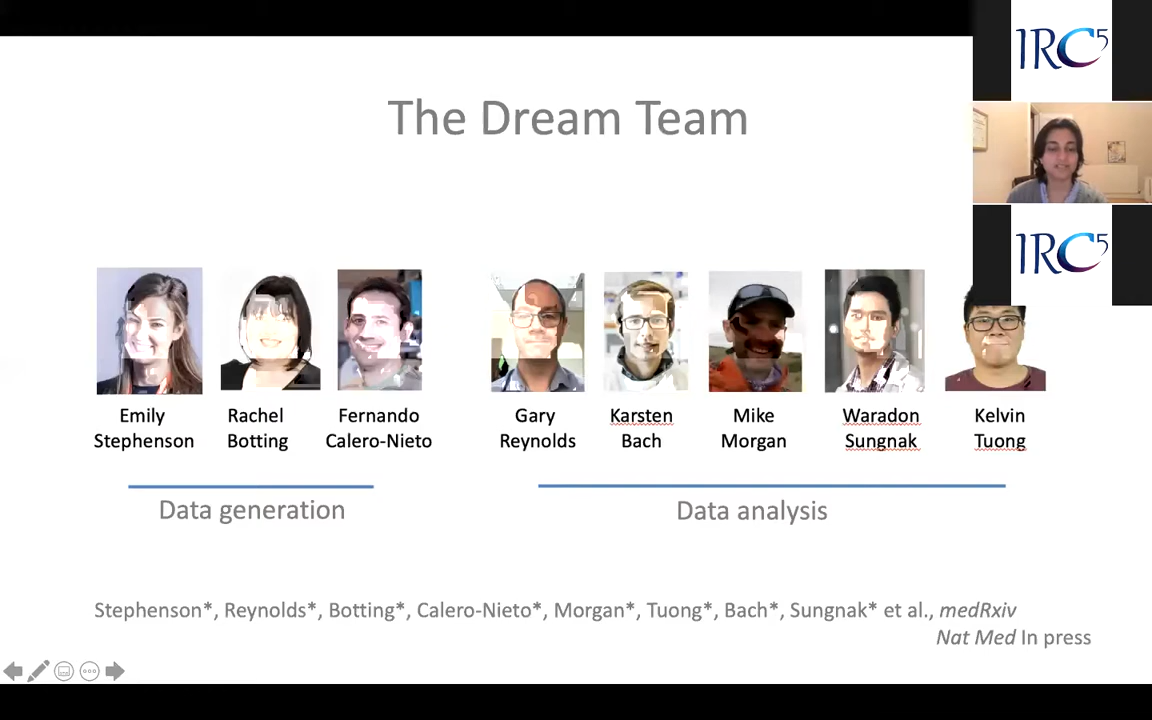 The Dream Team
IRC5
IRC5
Emily
Stephenson
Rachel
Botting
Fernando
Calero-Nieto
Gary
Reynolds
Karsten
Bach
Mike
Morgan
Waradon
Sungnak
Kelvin
Tuong
Data generation
Data analysis
Stephenson*, Reynolds*, Botting*, Calero-Nieto*, Morgan*, Tuong*, Bach*, Sungnak* et al., medRxiv
Nat Med In press